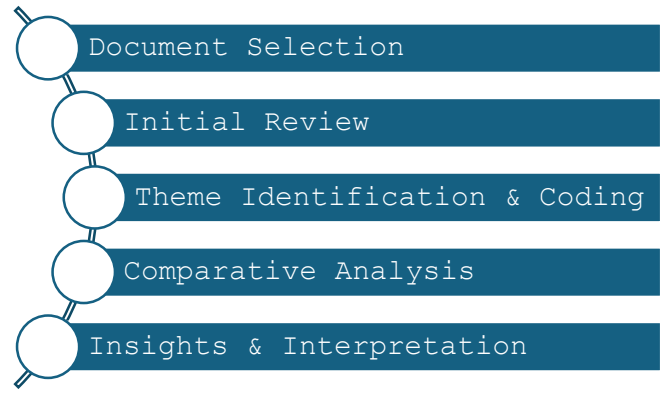 Document Selection
Initial Review
Theme Identification & Coding
Comparative Analysis
Insights & Interpretation